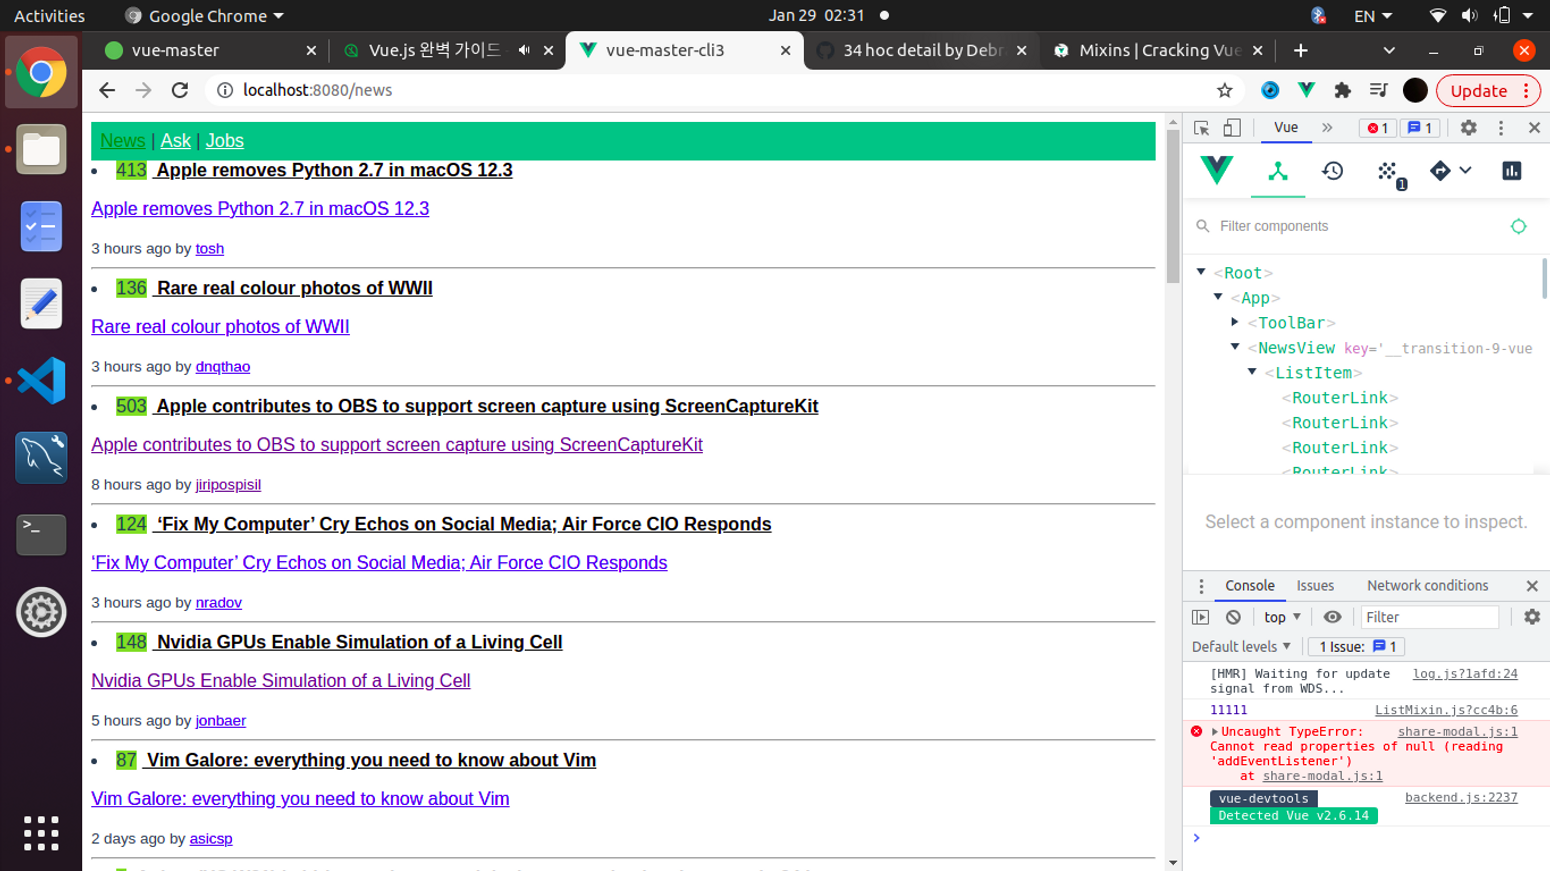 Activities
Google Chrome
Jan 29 02:31
EN
vue-master
Vue.js 완벽 가이드
vue-master-cli3
34 hoc detail by Debr
Mixins | Cracking Vue
localhost:8080/news
Update
News | Ask | Jobs
413 Apple removes Python 2.7 in macOS 12.3
Apple removes Python 2.7 in macOS 12.3
3 hours ago by tosh
136 Rare real colour photos of WWII
Rare real colour photos of WWII
3 hours ago by dnqthao
503 Apple contributes to OBS to support screen capture using ScreenCaptureKit
Apple contributes to OBS to support screen capture using ScreenCaptureKit
8 hours ago by jiripospisil
124 ‘Fix My Computer’ Cry Echos on Social Media; Air Force CIO Responds
‘Fix My Computer’ Cry Echos on Social Media; Air Force CIO Responds
3 hours ago by nradov
148 Nvidia GPUs Enable Simulation of a Living Cell
Nvidia GPUs Enable Simulation of a Living Cell
5 hours ago by jonbaer
87 Vim Galore: everything you need to know about Vim
Vim Galore: everything you need to know about Vim
2 days ago by asicsp
Vue
»
1
1
1
Filter components
<Root>
<App>
<ToolBar>
<NewsView key='__transition-9-vue
<ListItem>
<RouterLink>
<RouterLink>
<RouterLink>
<RouterLink>
Select a component instance to inspect.
Console
Issues
Network conditions
top
Filter
Default levels
1 Issue: 1
[HMR] Waiting for update log.js?1afd:24
signal from WDS...
11111 ListMixin.js?cc4b:6
Uncaught TypeError: share-modal.js:1
Cannot read properties of null (reading
'addEventListener')
at share-modal.js:1
vue-devtools backend.js:2237
Detected Vue v2.6.14